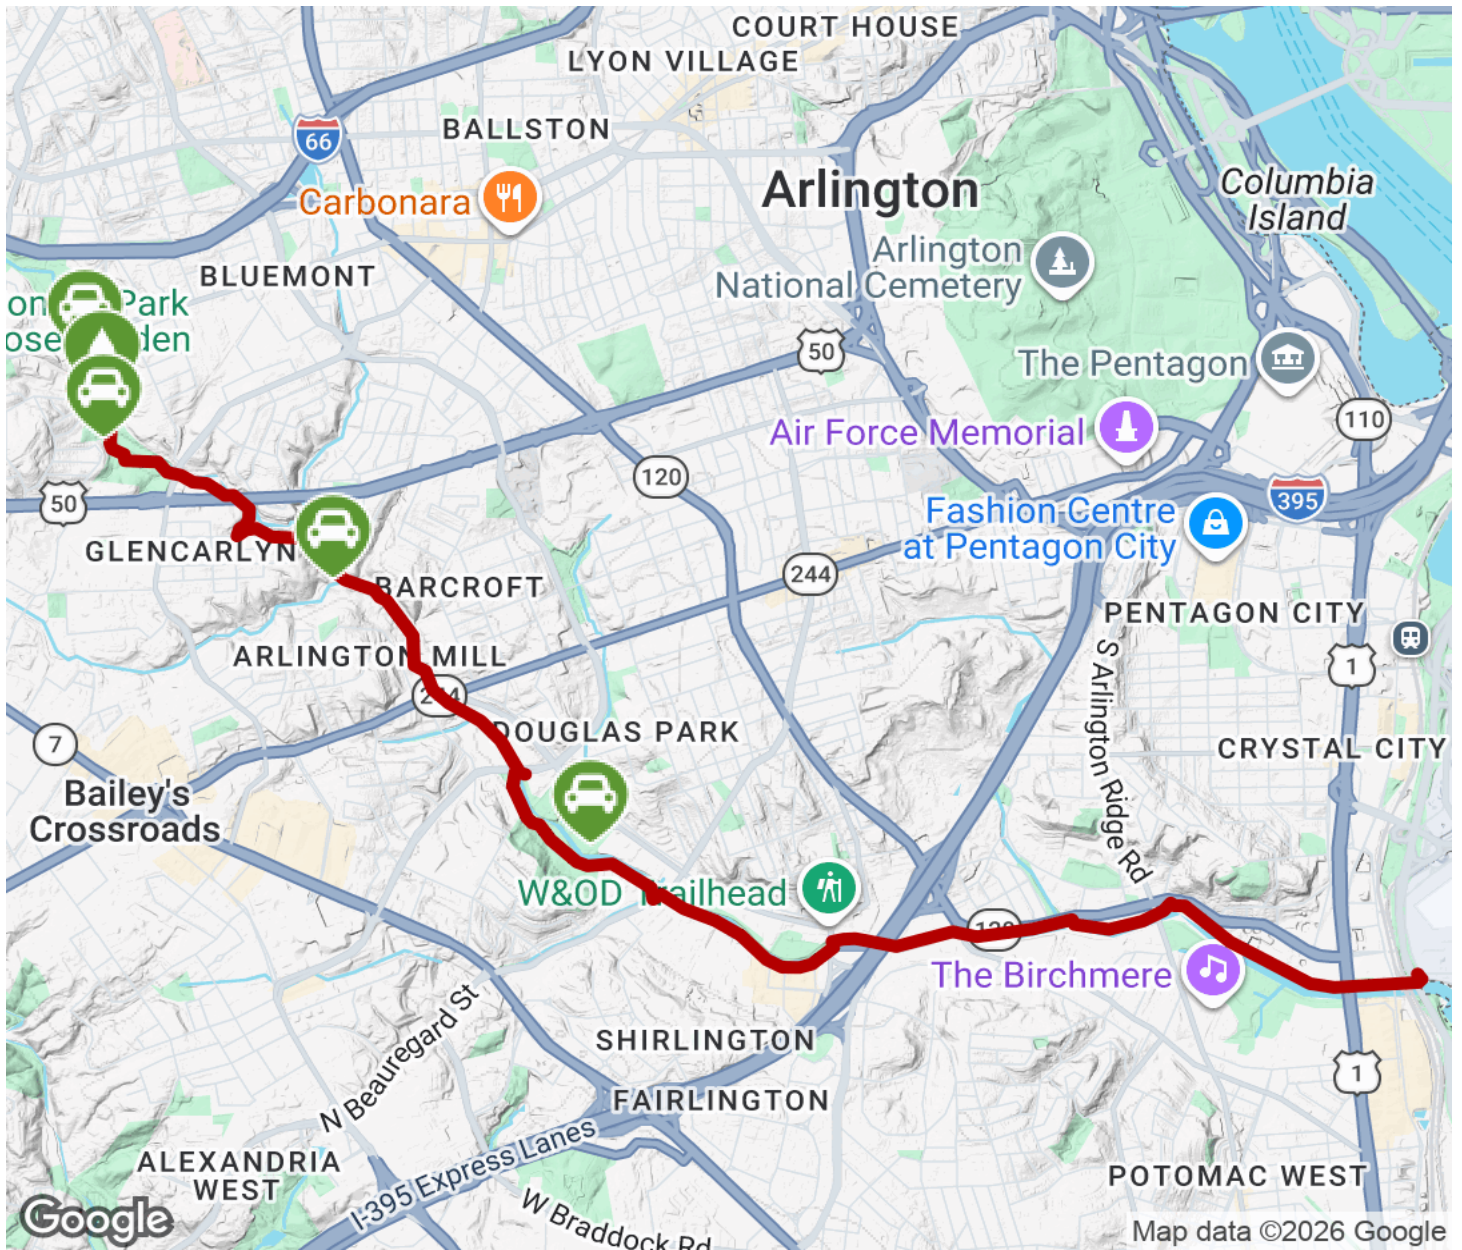 COURT HOUSE
LYON VILLAGE
BALLSTON
66
Carbonara
Arlington
Columbia
Island
Arlington
National Cemetery
BLUEMONT
Park
50
The Pentagon
110
Air Force Memorial
120
50
395
Fashion Centre
at Pentagon City
GLENCARLYN
BARCROFT
244
PENTAGON CITY
ARLINGTON MILL
1
S Arlington Ridge Rd
7
DOUGLAS PARK
CRYSTAL CITY
Bailey's
Crossroads
W&OD Trailhead
The Birchmere
N Beauregard St
SHIRLINGTON
1
FAIRLINGTON
I-395 Express Lanes
ALEXANDRIA
WEST
POTOMAC WEST
W Braddock Rd
Google
Map data ©2026 Google